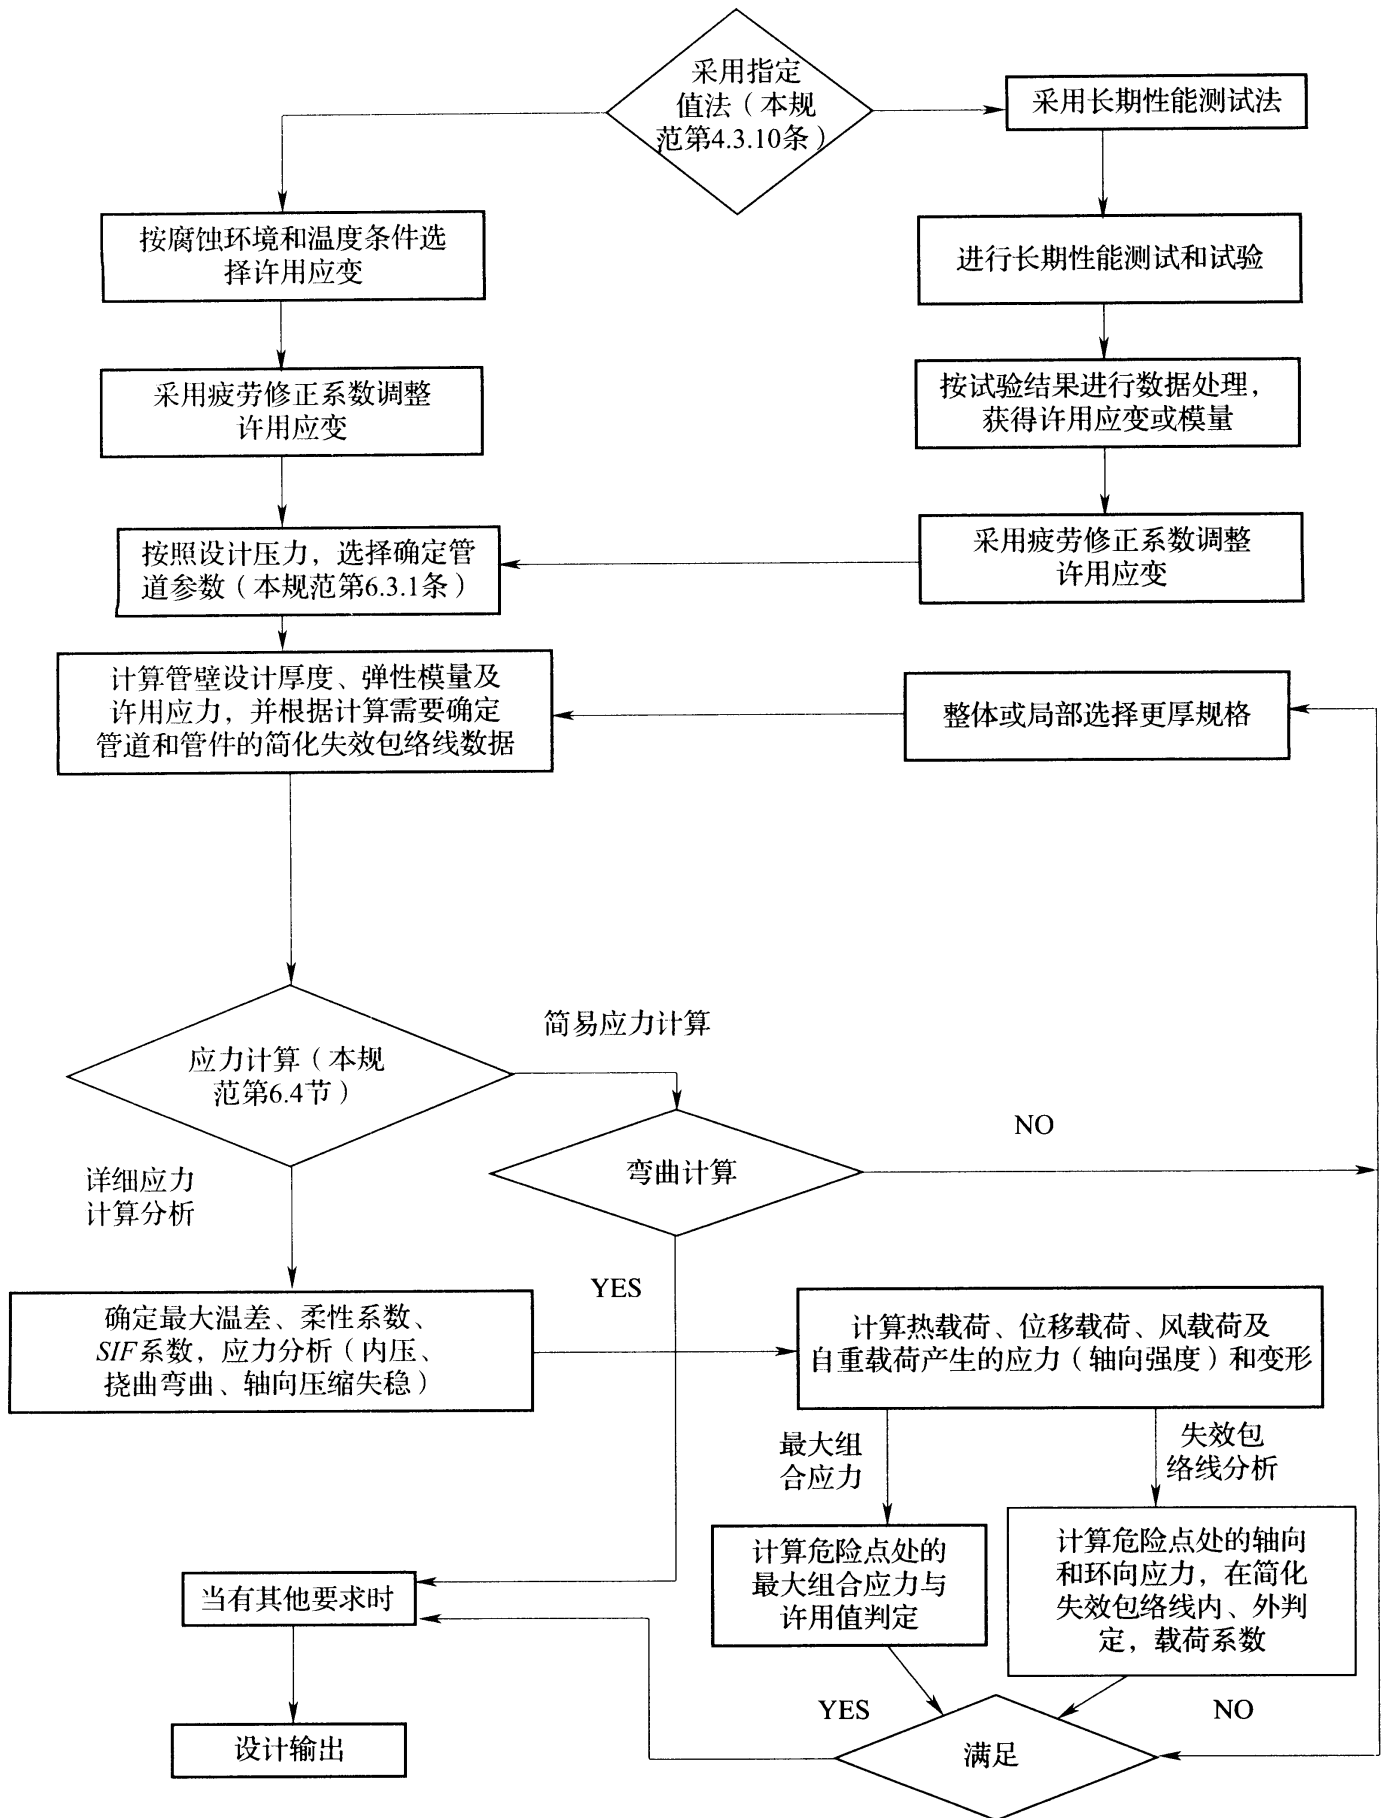 采用指定
值法（本规
范第4.3.10条）
采用长期性能测试法
按腐蚀环境和温度条件选
择许用应变
进行长期性能测试和试验
采用疲劳修正系数调整
许用应变
按试验结果进行数据处理，
获得许用应变或模量
按照设计压力，选择确定管
道参数（本规范第6.3.1条）
采用疲劳修正系数调整
许用应变
计算管壁设计厚度、弹性模量及
许用应力，并根据计算需要确定
管道和管件的简化失效包络线数据
整体或局部选择更厚规格
应力计算（本规
范第6.4节）
简易应力计算
弯曲计算
NO
详细应力
计算分析
YES
确定最大温差、柔性系数、
SIF系数，应力分析（内压、
挠曲弯曲、轴向压缩失稳）
计算热载荷、位移载荷、风载荷及
自重载荷产生的应力（轴向强度）和变形
最大组
合应力
失效包
络线分析
计算危险点处的
最大组合应力与
许用值判定
计算危险点处的轴向
和环向应力，在简化
失效包络线内、外判
定，载荷系数
当有其他要求时
YES
NO
满足
设计输出